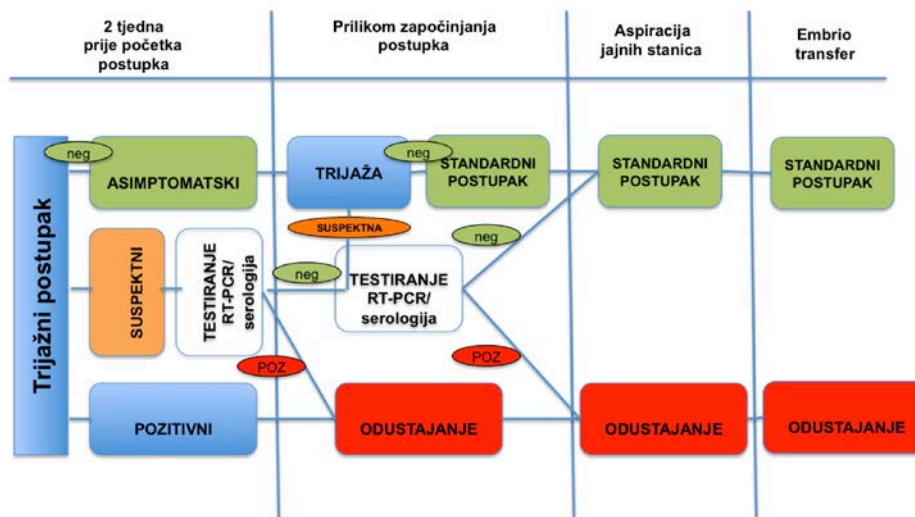 2 tjedna
prije početka
postupka
Prilikom započinjanja
postupka
Aspiracija
jajnih stanica
Embrio
transfer
Trijažni postupak
neg
ASIMPTOMATSKI
TRIJAŽA
neg
STANDARDNI
POSTUPAK
STANDARDNI
POSTUPAK
STANDARDNI
POSTUPAK
SUSPEKTNA
SUSPEKTNI
TESTIRANJE
RT-PCR/
serologija
neg
TESTIRANJE
RT-PCR/
serologija
neg
POZ
POZ
POZITIVNI
ODUSTAJANJE
ODUSTAJANJE
ODUSTAJANJE